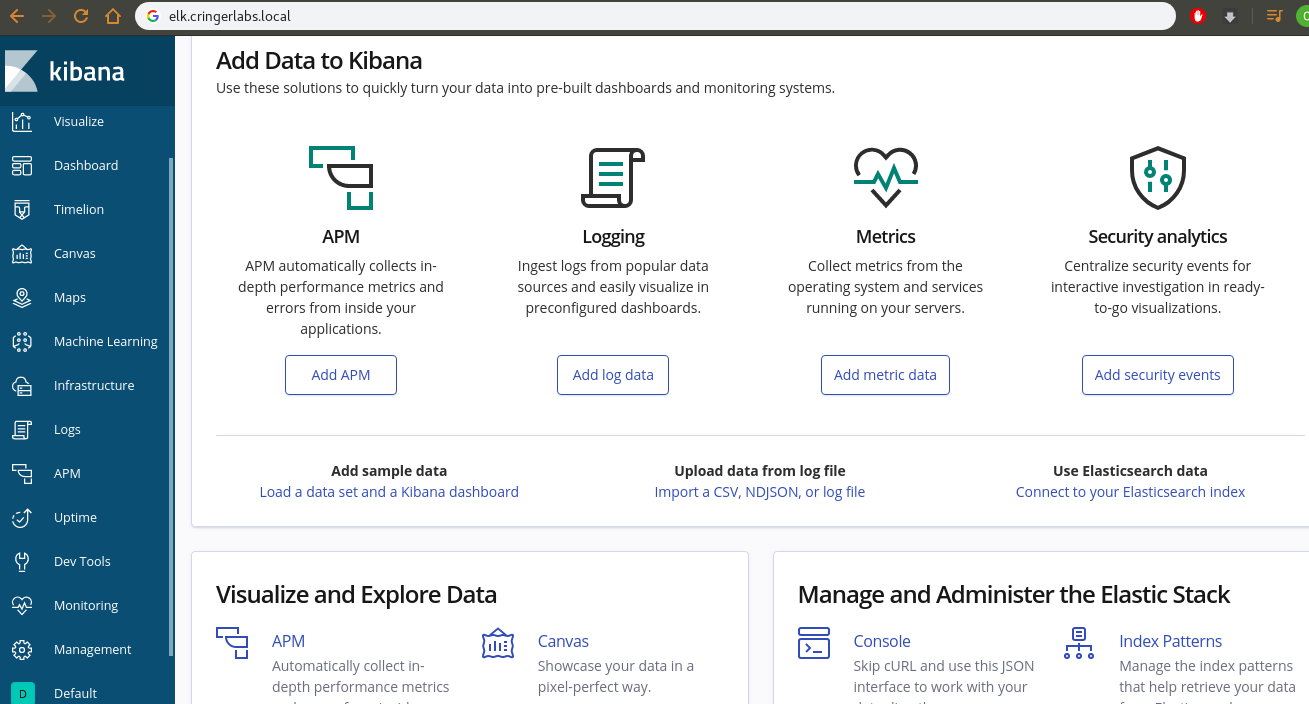 elk.cringerlabs.local
kibana
Visualize
Dashboard
Timelion
Canvas
Maps
Machine Learning
Infrastructure
Logs
APM
Uptime
Dev Tools
Monitoring
Management
D
Default
Add Data to Kibana
Use these solutions to quickly turn your data into pre-built dashboards and monitoring systems.
APM
APM automatically collects in-
depth performance metrics and
errors from inside your
applications.
Add APM
Logging
Ingest logs from popular data
sources and easily visualize in
preconfigured dashboards.
Add log data
Metrics
Collect metrics from the
operating system and services
running on your servers.
Add metric data
Security analytics
Centralize security events for
interactive investigation in ready-
to-go visualizations.
Add security events
Add sample data
Load a data set and a Kibana dashboard
Upload data from log file
Import a CSV, NDJSON, or log file
Use Elasticsearch data
Connect to your Elasticsearch index
Visualize and Explore Data
APM
Automatically collect in-
depth performance metrics
Canvas
Showcase your data in a
pixel-perfect way.
Manage and Administer the Elastic Stack
Console
Skip cURL and use this JSON
interface to work with your
Index Patterns
Manage the index patterns
that help retrieve your data